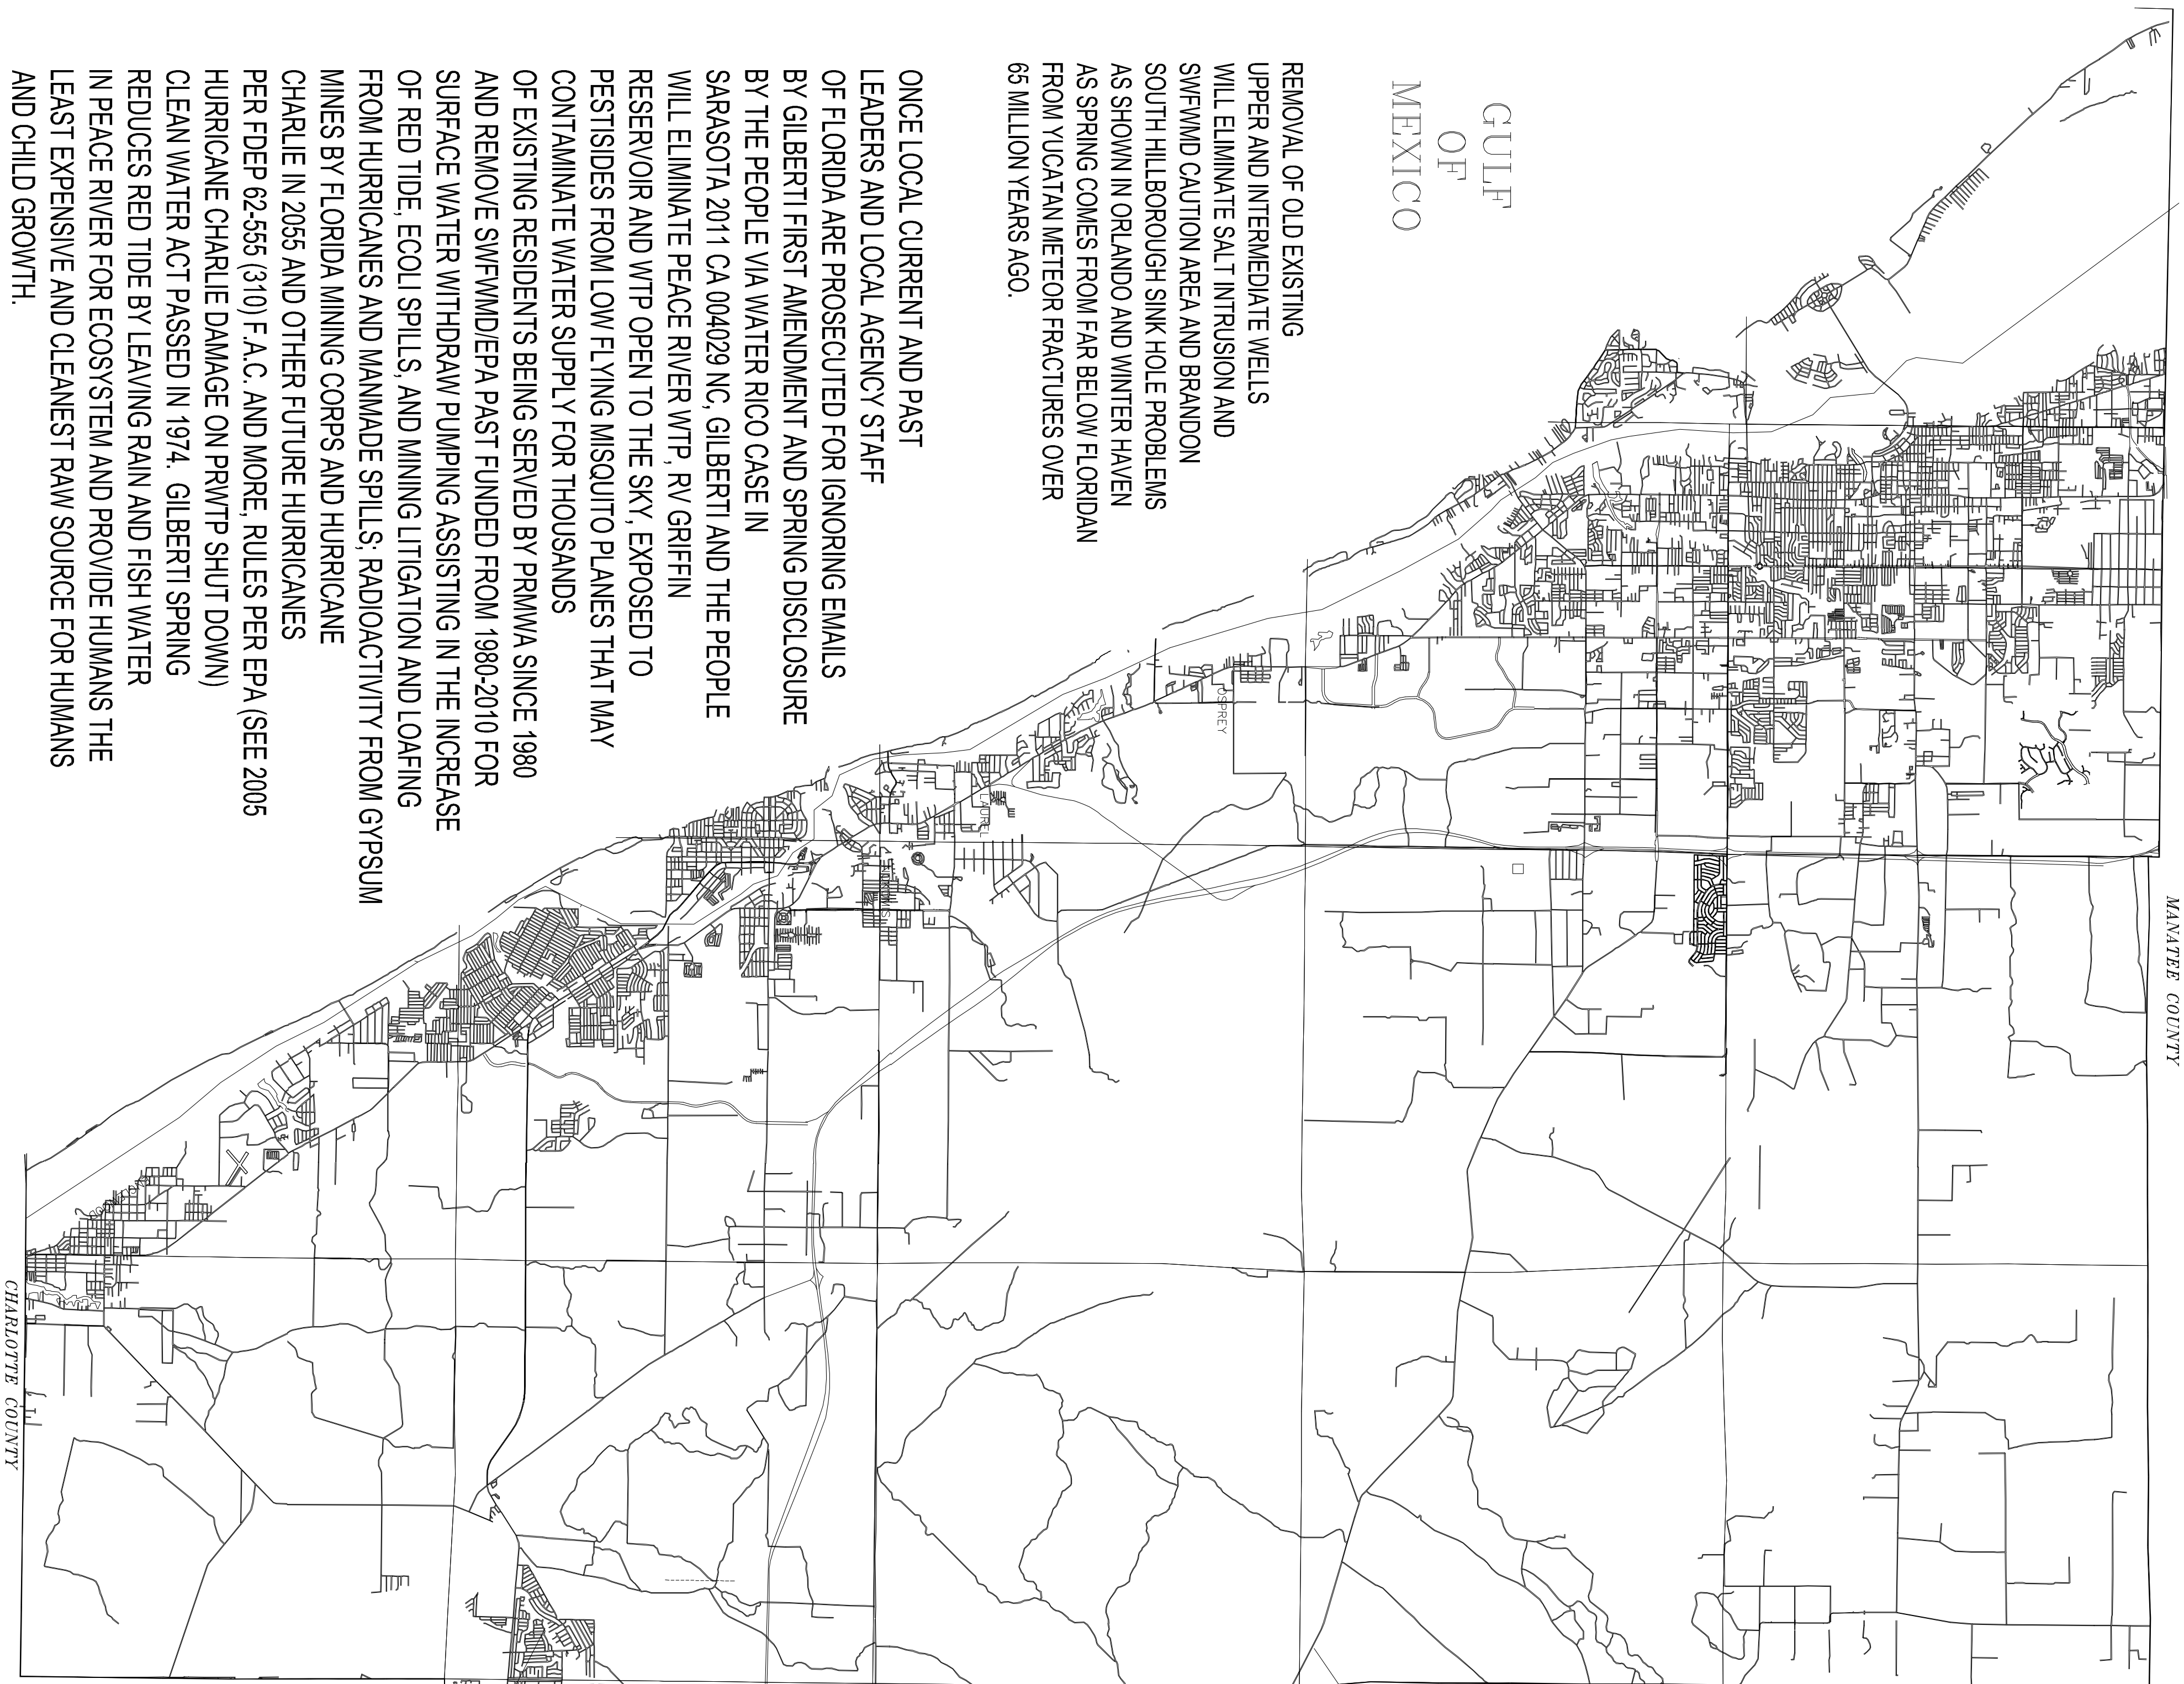 GULF
OF
MEXICO
REMOVAL OF OLD EXISTING
UPPER AND INTERMEDIATE WELLS
WILL ELIMINATE SALT INTRUSION AND
SWFWMD CAUTION AREA AND BRANDON
SOUTH HILLBOROUGH SINK HOLE PROBLEMS
AS SHOWN IN ORLANDO AND WINTER HAVEN
AS SPRING COMES FROM FAR BELOW FLORIDAN
FROM YUCATAN METEOR FRACTURES OVER
65 MILLION YEARS AGO.
ONCE LOCAL CURRENT AND PAST
LEADERS AND LOCAL AGENCY STAFF
OF FLORIDA ARE PROSECUTED FOR IGNORING EMAILS
BY GILBERTI FIRST AMENDMENT AND SPRING DISCLOSURE
BY THE PEOPLE VIA WATER RICO CASE IN
SARASOTA 2011 CA 004029 NC, GILBERTI AND THE PEOPLE
WILL ELIMINATE PEACE RIVER WTP, RV GRIFFIN
RESERVOIR AND WTP OPEN TO THE SKY, EXPOSED TO
PESTISIDES FROM LOW FLYING MISQUITO PLANES THAT MAY
CONTAMINATE WATER SUPPLY FOR THOUSANDS
OF EXISTING RESIDENTS BEING SERVED BY PRMWA SINCE 1980
AND REMOVE SWFWMD/EPA PAST FUNDED FROM 1980-2010 FOR
SURFACE WATER WITHDRAW PUMPING ASSISTING IN THE INCREASE
OF RED TIDE, ECOLI SPILLS, AND MINING LITIGATION AND LOAFING
FROM HURRICANES AND MANMADE SPILLS; RADIOACTIVITY FROM GYPSUM
MINES BY FLORIDA MINING CORPS AND HURRICANE
CHARLIE IN 2055 AND OTHER FUTURE HURRICANES
PER FDEP 62-555 (310) F.A.C. AND MORE, RULES PER EPA (SEE 2005
HURRICANE CHARLIE DAMAGE ON PRWTP SHUT DOWN)
CLEAN WATER ACT PASSED IN 1974.  GILBERTI SPRING
REDUCES RED TIDE BY LEAVING RAIN AND FISH WATER
IN PEACE RIVER FOR ECOSYSTEM AND PROVIDE HUMANS THE
LEAST EXPENSIVE AND CLEANEST RAW SOURCE FOR HUMANS
AND CHILD GROWTH.
MANATEE COUNTY
OSPREY
LAUREL
CHARLOTTE COUNTY